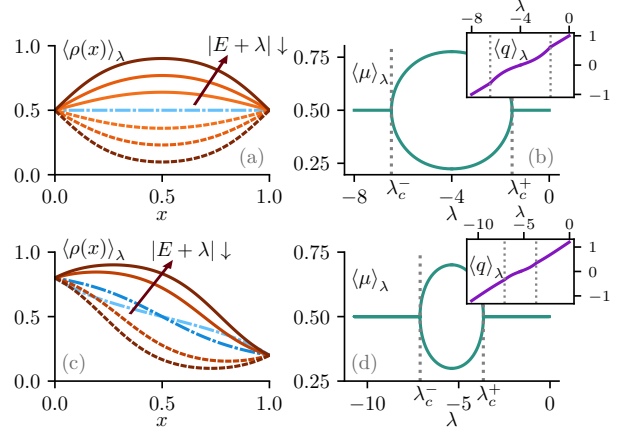 ⟨ρ(x)⟩λ
|E + λ| ↓
1.0
0.5
0.0
0.0 0.5 1.0
x
(a)
⟨μ⟩λ
0.75
0.50
0.25
−8 −4 0
λ
λc−
λc+
(b)
λ
−8 −4 0
⟨q⟩λ
1
0
−1
⟨ρ(x)⟩λ
|E + λ| ↓
1.0
0.5
0.0
0.0 0.5 1.0
x
(c)
⟨μ⟩λ
0.75
0.50
0.25
−10 −5 0
λ
λc−
λc+
(d)
λ
−10 −5 0
⟨q⟩λ
1
0
−1